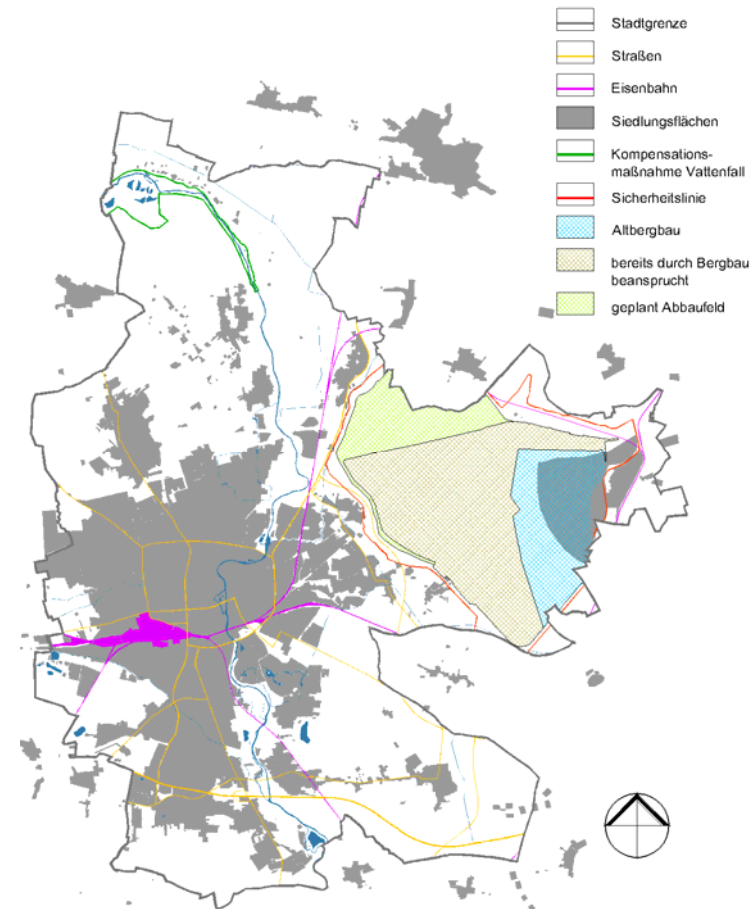 Stadtgrenze
Straßen
Eisenbahn
Siedlungsflächen
Kompensations-
maßnahme Vattenfall
Sicherheitslinie
Altbergbau
bereits durch Bergbau
beansprucht
geplant Abbaufeld